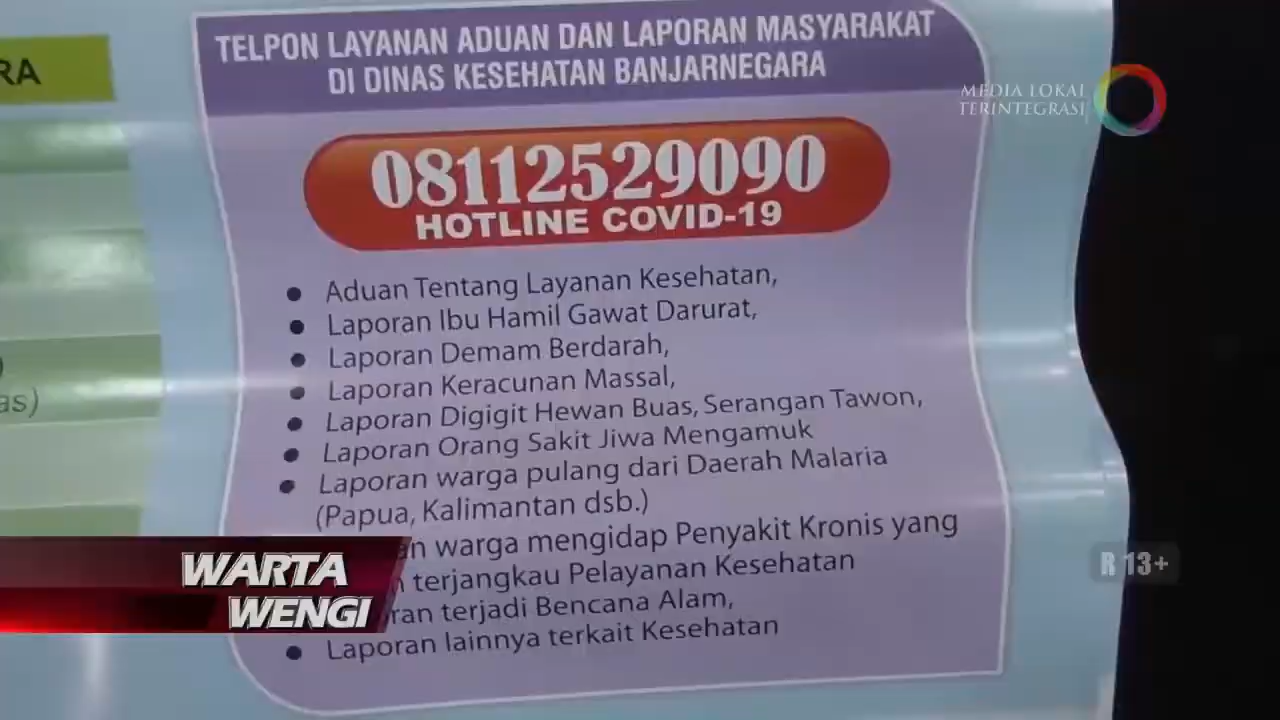 RA
TELPON LAYANAN ADUAN DAN LAPORAN MASYARAKAT
DI DINAS KESEHATAN BANJARNEGARA
MEDIA LOKAL
TERINTEGRASI
08112529090
HOTLINE COVID-19
• Aduan Tentang Layanan Kesehatan,
• Laporan Ibu Hamil Gawat Darurat,
• Laporan Demam Berdarah,
• Laporan Keracunan Massal,
as)
• Laporan Digigit Hewan Buas, Serangan Tawon,
• Laporan Orang Sakit Jiwa Mengamuk
• Laporan warga pulang dari Daerah Malaria
(Papua, Kalimantan dsb.)
an warga mengidap Penyakit Kronis yang
terjangkau Pelayanan Kesehatan
ran terjadi Bencana Alam,
• Laporan lainnya terkait Kesehatan
WARTA
WENGI
R 13+